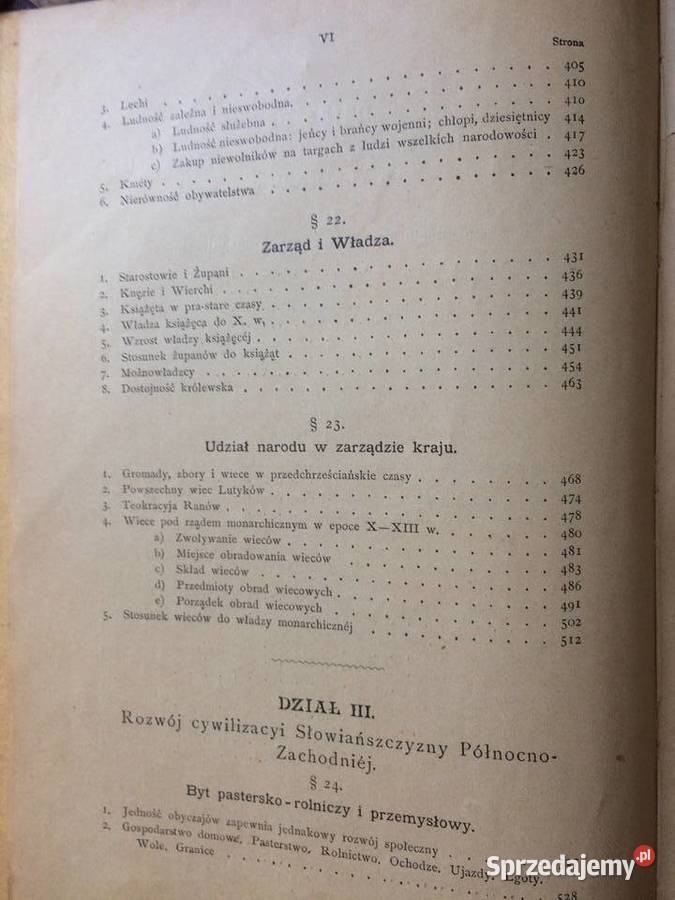 VI
Strona
3. Lechi . . . . . . . . . . . . 405
4. Ludność zależna i nieswobodna. . . . . . . . . 410
a) Ludność służebna . . . . . . . . . . 410
b) Ludność nieswobodna: jeńcy i brańcy wojenni; chłopi, dziesiętnicy 414
c) Zakup niewolników na targach z ludzi wszelkich narodowości . 417
5. Kmety . . . . . . . . . . . . 423
6. Nierówność obywatelstwa . . . . . . . . . . 426
§ 22.
Zarząd i Władza.
1. Starostowie i Żupani . . . . . . . . . . 431
2. Knęzie i Wierchi . . . . . . . . . . 436
3. Książęta w pra-stare czasy . . . . . . . . . 439
4. Władza książęca do X. w. . . . . . . . . . 441
5. Wzrost władzy książęcéj . . . . . . . . . 444
6. Stosunek żupanów do książąt . . . . . . . . . 451
7. Możnowładzcy . . . . . . . . . . . 454
8. Dostojność królewska . . . . . . . . . . 463
§ 23.
Udział narodu w zarządzie kraju.
1. Gromady, zbory i wiece w przedchrześciańskie czasy . . . . . 468
2. Powszechny wiec Lutyków . . . . . . . . . 474
3. Teokracyja Ranów . . . . . . . . . . 478
4. Wiece pod rządem monarchicznym w epoce X—XIII w. . . . . 480
a) Zwoływanie wieców . . . . . . . . . 481
b) Miejsce obradowania wieców . . . . . . . 483
c) Skład wieców . . . . . . . . . . 486
d) Przedmioty obrad wiecowych . . . . . . . 491
e) Porządek obrad wiecowych . . . . . . . 502
5. Stosunek wieców do władzy monarchicznéj . . . . . . 512
DZIAŁ III.
Rozwój cywilizacyi Słowiańszczyzny Północno-
Zachodniéj.
§ 24.
Byt pastersko-rolniczy i przemysłowy.
1. Jedność obyczajów zapewnia jednakowy rozwój społeczny . . .
2. Gospodarstwo domowe, Pasterstwo, Rolnictwo, Ochodze, Ujazdy, Łgoty,
Wole, Granice . . . . . . . . . . 528
Sprzedajemy.pl